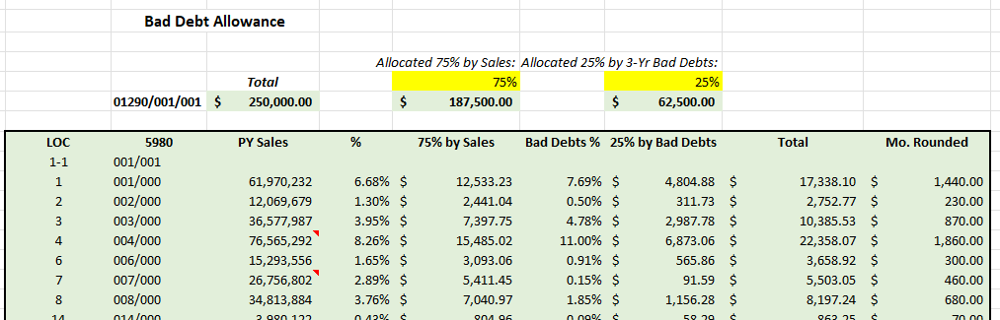 Bad Debt Allowance
Allocated 75% by Sales: Allocated 25% by 3-Yr Bad Debts:
Total 75% 25%
01290/001/001 $ 250,000.00 $ 187,500.00 $ 62,500.00
LOC 5980 PY Sales % 75% by Sales Bad Debts % 25% by Bad Debts Total Mo. Rounded
1-1 001/001
1 001/000 61,970,232 6.68% $ 12,533.23 7.69% $ 4,804.88 $ 17,338.10 $ 1,440.00
2 002/000 12,069,679 1.30% $ 2,441.04 0.50% $ 311.73 $ 2,752.77 $ 230.00
3 003/000 36,577,987 3.95% $ 7,397.75 4.78% $ 2,987.78 $ 10,385.53 $ 870.00
4 004/000 76,565,292 8.26% $ 15,485.02 11.00% $ 6,873.06 $ 22,358.07 $ 1,860.00
6 006/000 15,293,556 1.65% $ 3,093.06 0.91% $ 565.86 $ 3,658.92 $ 300.00
7 007/000 26,756,802 2.89% $ 5,411.45 0.15% $ 91.59 $ 5,503.05 $ 460.00
8 008/000 34,813,884 3.76% $ 7,040.97 1.85% $ 1,156.28 $ 8,197.24 $ 680.00
14 014/000 3,980,122 0.43% $ 804.96 0.09% $ 58.29 $ 863.25 $ 70.00